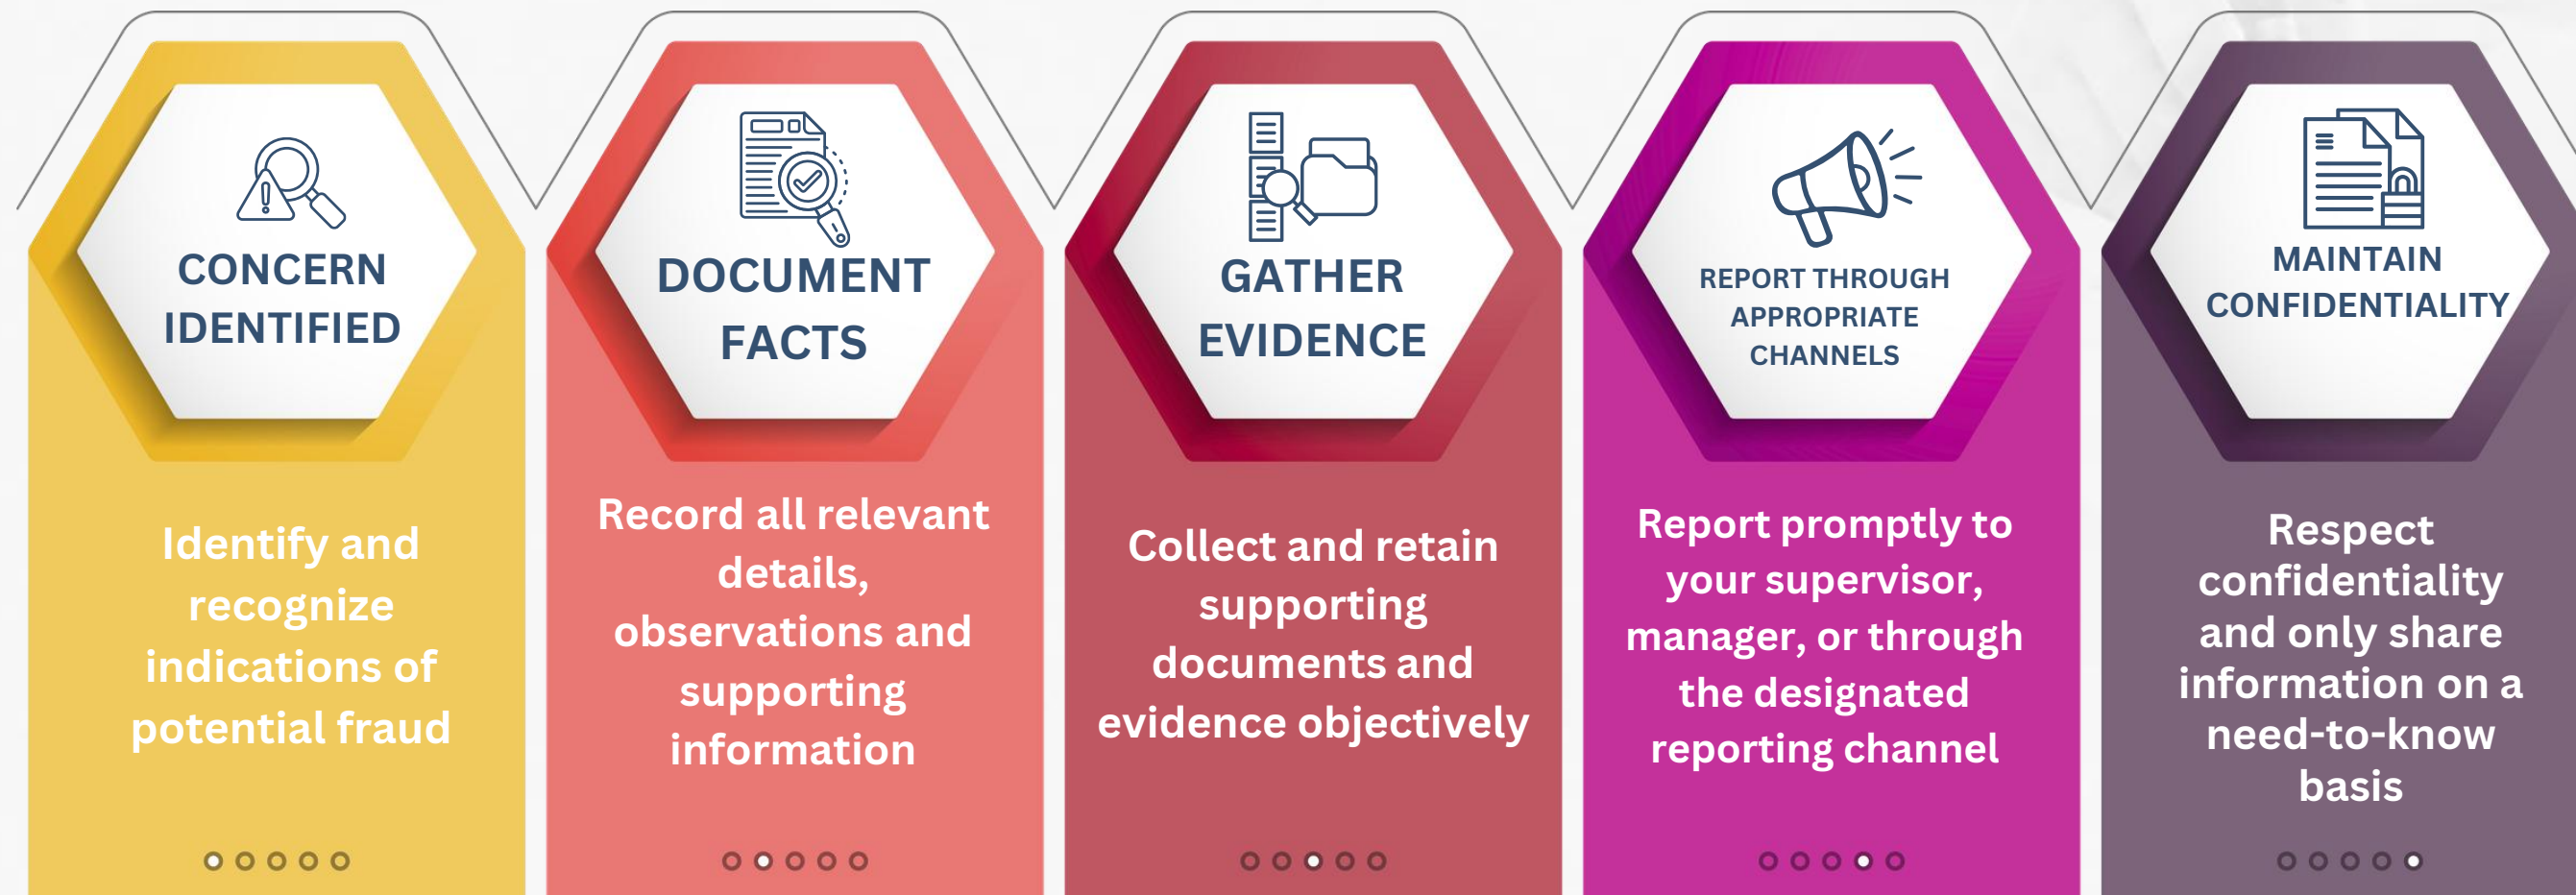 CONCERN
IDENTIFIED
Identify and
recognize
indications of
potential fraud
DOCUMENT
FACTS
Record all relevant
details,
observations and
supporting
information
GATHER
EVIDENCE
Collect and retain
supporting
documents and
evidence objectively
REPORT THROUGH
APPROPRIATE
CHANNELS
Report promptly to
your supervisor,
manager, or through
the designated
reporting channel
MAINTAIN
CONFIDENTIALITY
Respect
confidentiality
and only share
information on a
need-to-know
basis